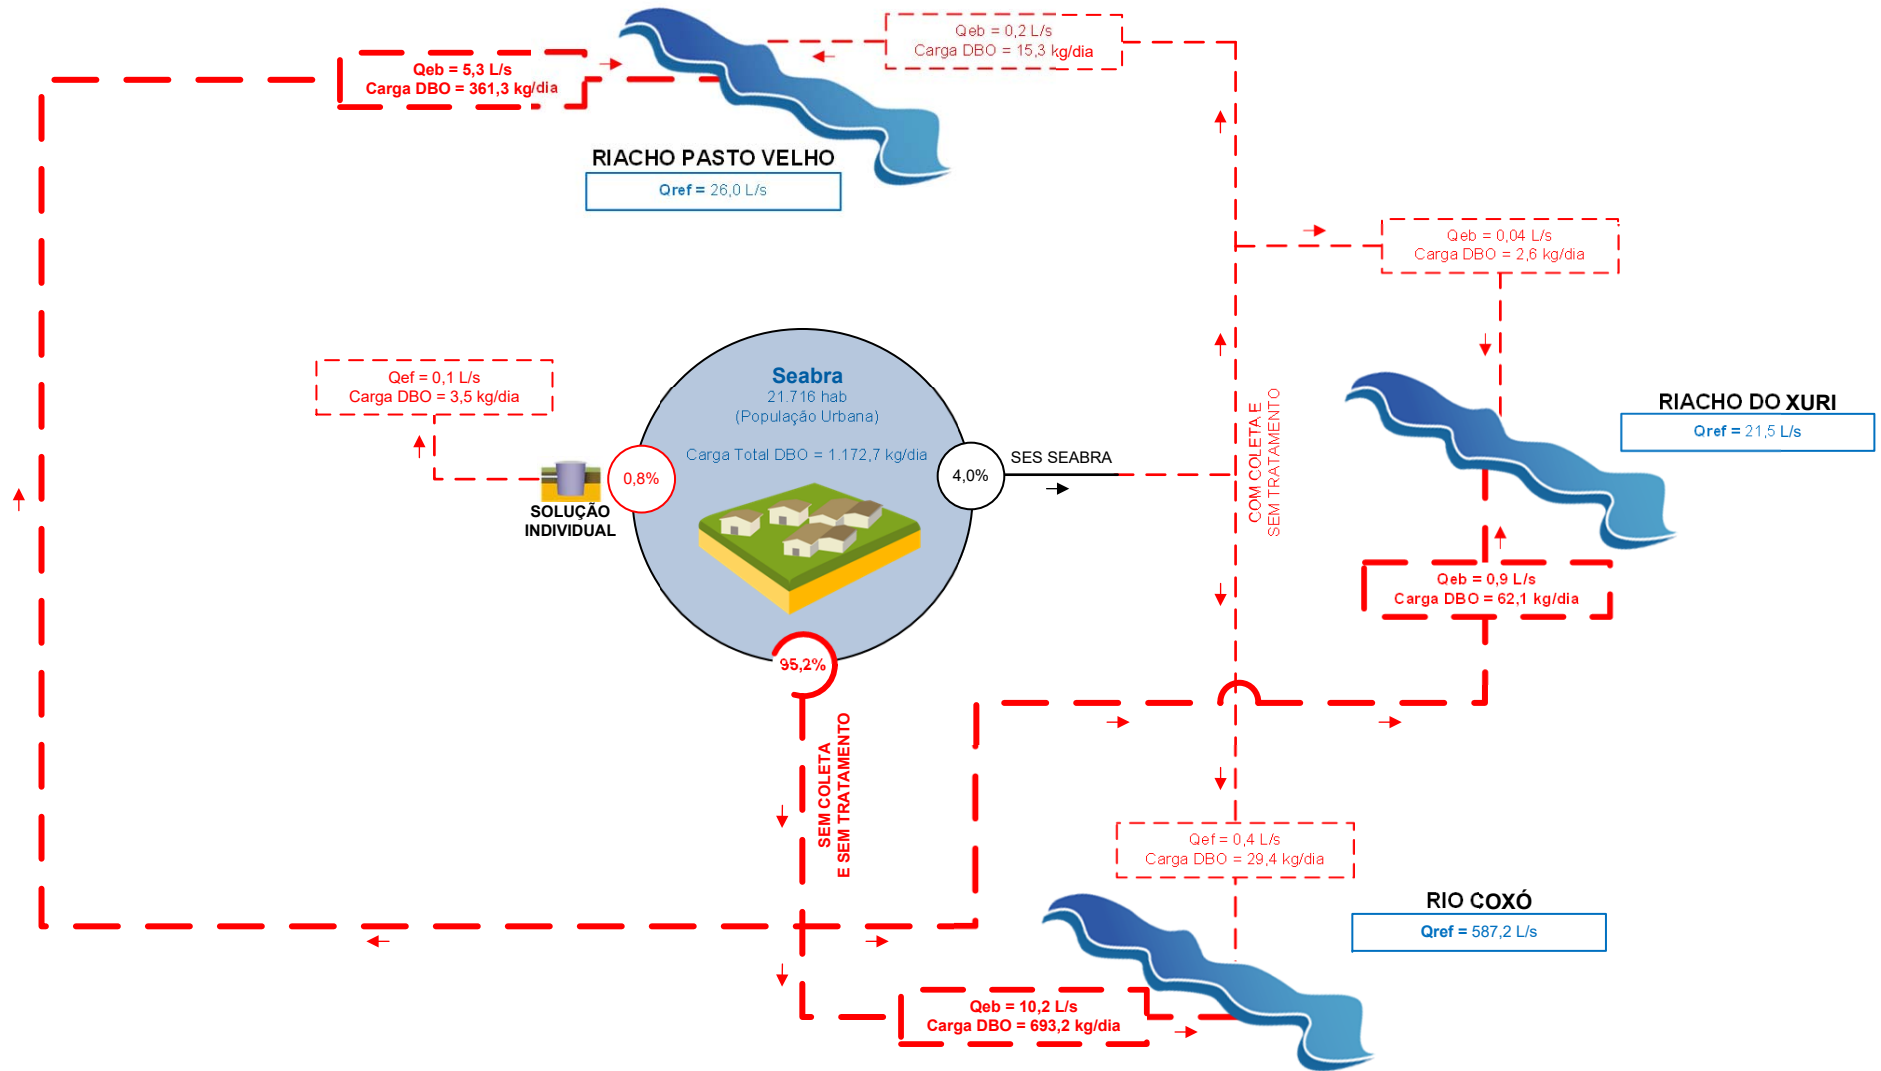 Qeb = 0,2 L/s
Carga DBO = 15,3 kg/dia
Qeb = 5,3 L/s
Carga DBO = 361,3 kg/dia
RIACHO PASTO VELHO
Qref = 26,0 L/s
Qeb = 0,04 L/s
Carga DBO = 2,6 kg/dia
Qef = 0,1 L/s
Carga DBO = 3,5 kg/dia
Seabra
21.716 hab
(População Urbana)
Carga Total DBO = 1.172,7 kg/dia
0,8%
4,0%
SES SEABRA
SOLUÇÃO
INDIVIDUAL
COM COLETA E
SEM TRATAMENTO
RIACHO DO XURI
Qref = 21,5 L/s
Qeb = 0,9 L/s
Carga DBO = 62,1 kg/dia
95,2%
SEM COLETA
E SEM TRATAMENTO
Qef = 0,4 L/s
Carga DBO = 29,4 kg/dia
RIO COXÓ
Qref = 587,2 L/s
Qeb = 10,2 L/s
Carga DBO = 693,2 kg/dia